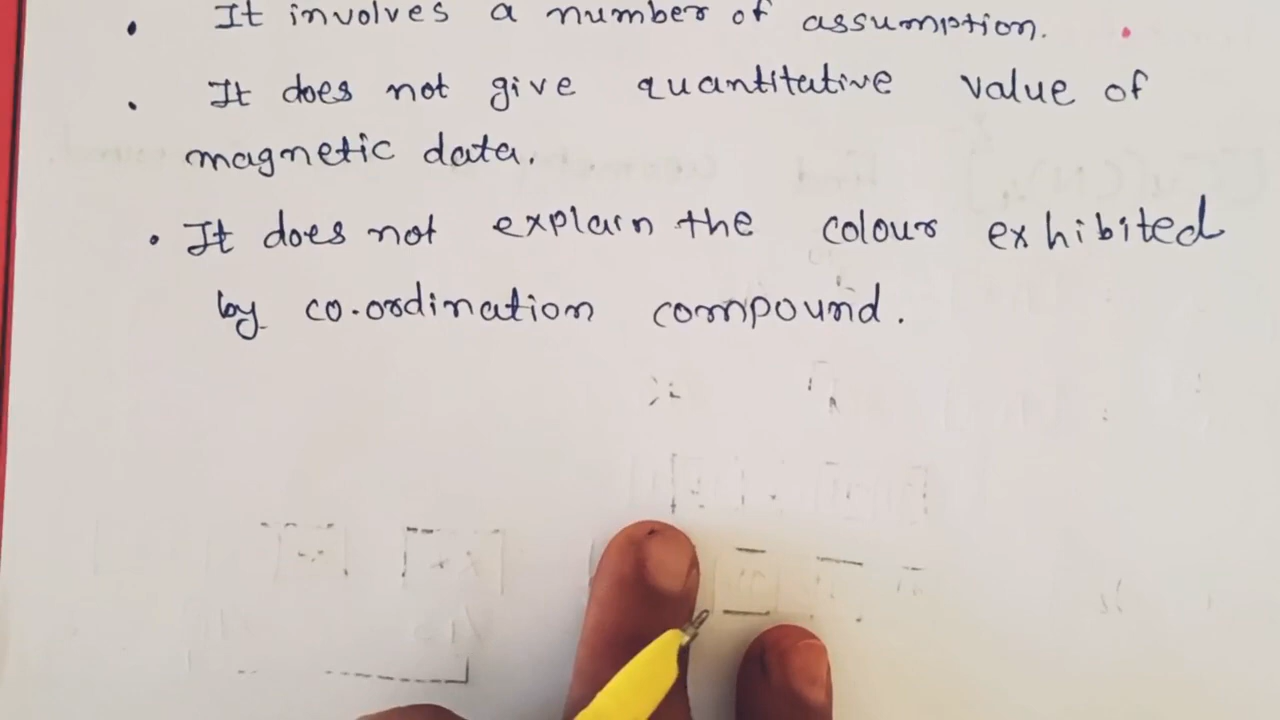 • It involves a number of assumption.
• It does not give quantitative value of
magnetic data.
• It does not explain the colour exhibited
by co.ordination compound.